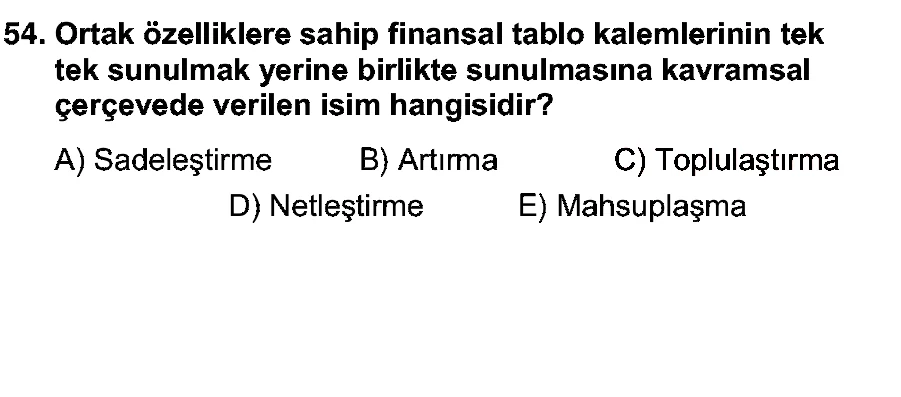 54. Ortak özelliklere sahip finansal tablo kalemlerinin tek
tek sunulmak yerine birlikte sunulmasına kavramsal
çerçevede verilen isim hangisidir?
A) Sadeleştirme B) Artırma C) Toplulaştırma
D) Netleştirme E) Mahsuplaşma